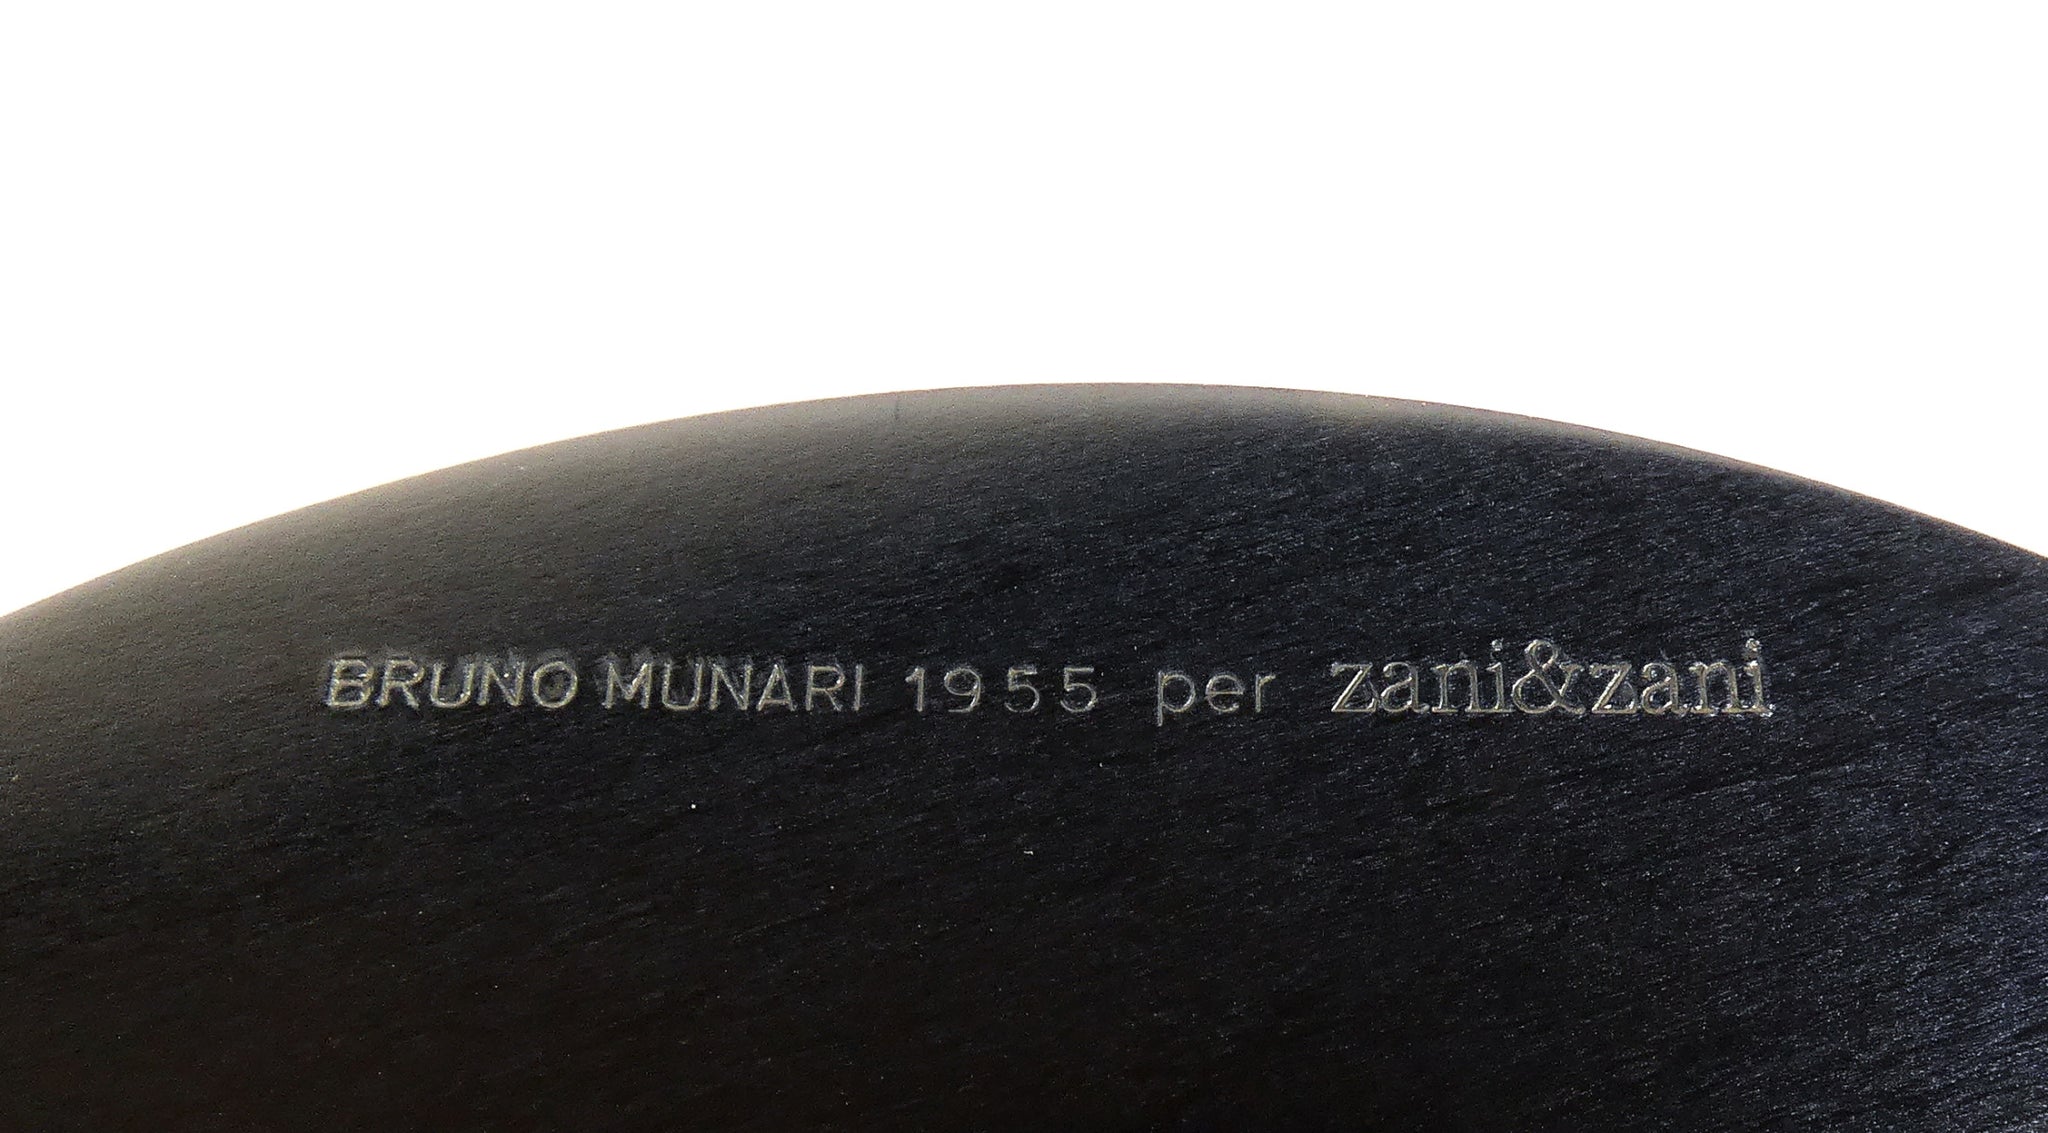 BRUNO MUNARI 1955 per zani&zani